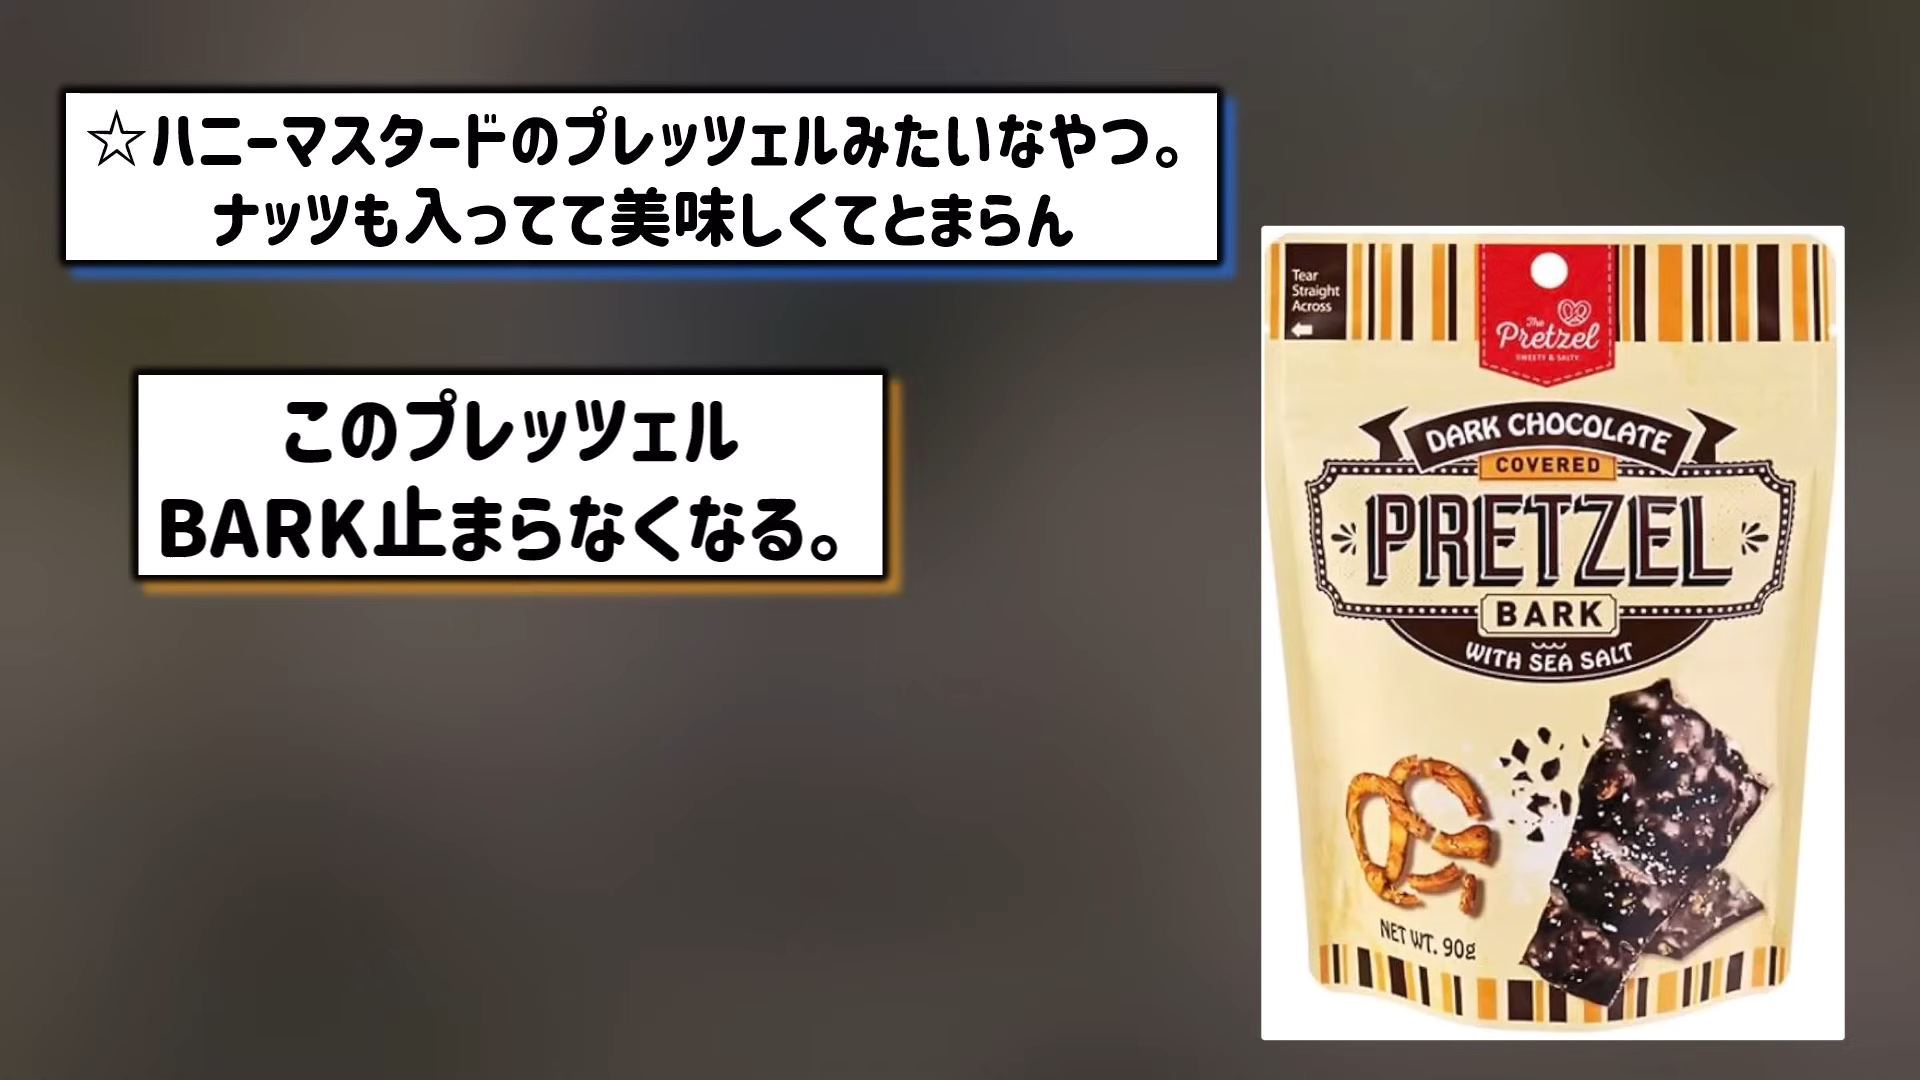 ☆ハニーマスタードのプレッツェルみたいなやつ。
ナッツも入ってて美味しくてとまらん
このプレッツェル
BARK止まらなくなる。
Tear
Straight
Across
The
Pretzel
SWEETY & SALTY
DARK CHOCOLATE
COVERED
PRETZEL
BARK
WITH SEA SALT
NET WT. 90g